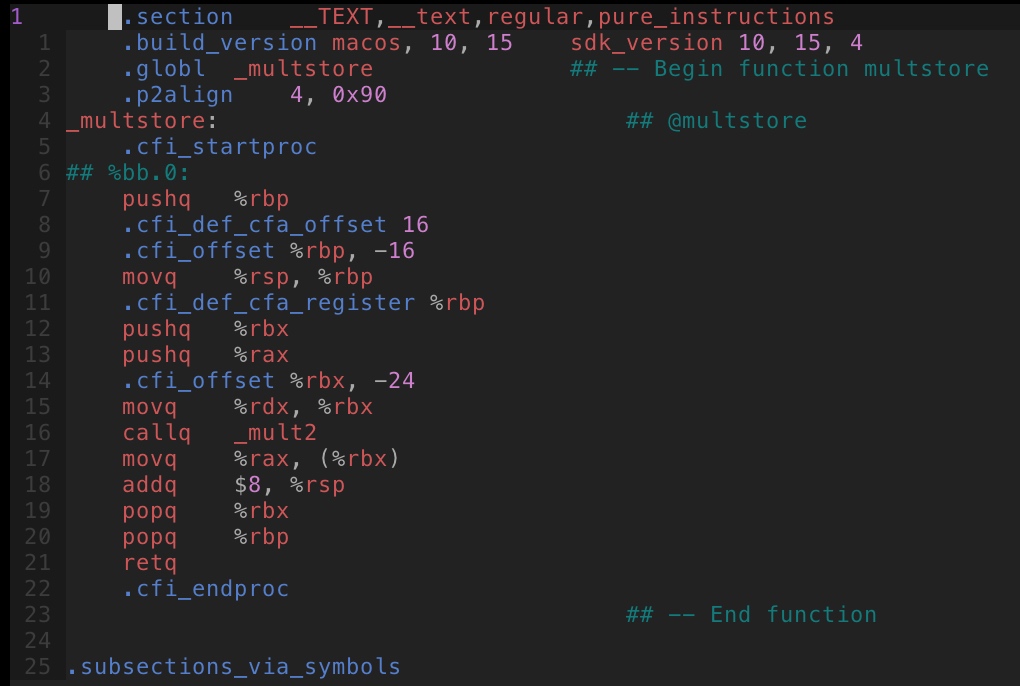 1 .section __TEXT,__text,regular,pure_instructions
1 .build_version macos, 10, 15 sdk_version 10, 15, 4
2 .globl _multstore ## -- Begin function multstore
3 .p2align 4, 0x90
4 _multstore: ## @multstore
5 .cfi_startproc
6 ## %bb.0:
7 pushq %rbp
8 .cfi_def_cfa_offset 16
9 .cfi_offset %rbp, -16
10 movq %rsp, %rbp
11 .cfi_def_cfa_register %rbp
12 pushq %rbx
13 pushq %rax
14 .cfi_offset %rbx, -24
15 movq %rdx, %rbx
16 callq _mult2
17 movq %rax, (%rbx)
18 addq $8, %rsp
19 popq %rbx
20 popq %rbp
21 retq
22 .cfi_endproc
23 ## -- End function
24
25 .subsections_via_symbols